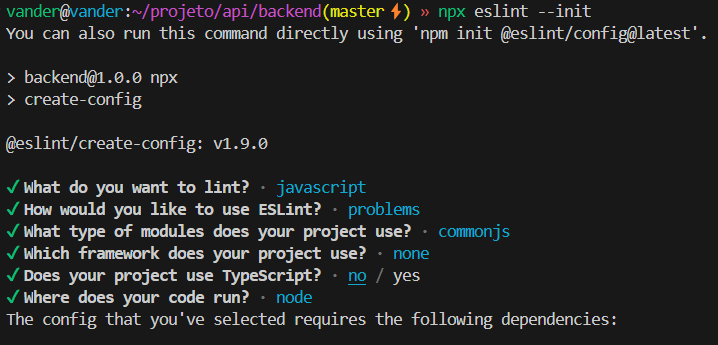 vander@vander:~/projeto/api/backend(master⚡) » npx eslint --init
You can also run this command directly using 'npm init @eslint/config@latest'.
> backend@1.0.0 npx
> create-config
@eslint/create-config: v1.9.0
✔ What do you want to lint? · javascript
✔ How would you like to use ESLint? · problems
✔ What type of modules does your project use? · commonjs
✔ Which framework does your project use? · none
✔ Does your project use TypeScript? · no / yes
✔ Where does your code run? · node
The config that you've selected requires the following dependencies: